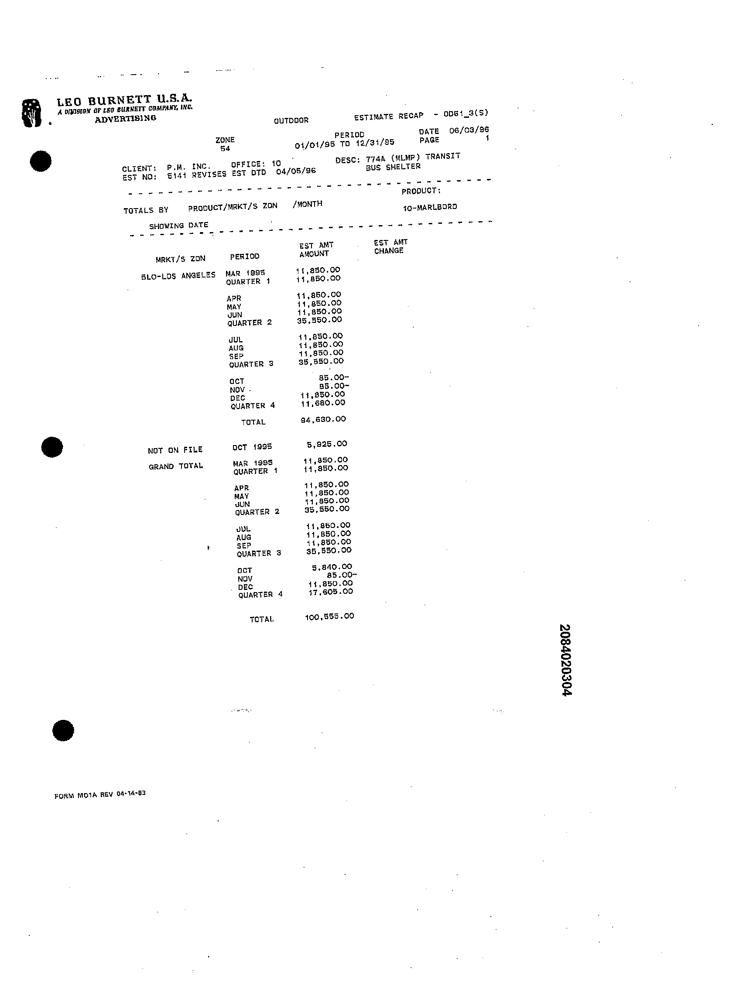 LEO BURNETT U.S.A.
A DIVISION OF LEO BURNETT COMPANY, INC.
ADVERTISING
OUTDOOR ESTIMATE RECAP - OD61_3(S)
ZONE PERIOD DATE 06/03/96
54 01/01/95 TO 12/31/95 PAGE 1
CLIENT: P.M. INC. OFFICE: 10 DESC: 774A (MLMP) TRANSIT
EST NO: 5141 REVISES EST DTD 04/05/96 BUS SHELTER
PRODUCT:
TOTALS BY PRODUCT/MRKT/S ZON /MONTH 10-MARLBORO
SHOWING DATE
EST AMT EST AMT
MRKT/S ZON PERIOD AMOUNT CHANGE
5LO-LOS ANGELES MAR 1995 11,850.00
QUARTER 1 11,850.00
APR 11,850.00
MAY 11,850.00
JUN 11,850.00
QUARTER 2 35,550.00
JUL 11,850.00
AUG 11,850.00
SEP 11,850.00
QUARTER 3 35,550.00
OCT 85.00-
NOV 85.00-
DEC 11,850.00
QUARTER 4 11,680.00
TOTAL 94,630.00
NOT ON FILE OCT 1995 5,925.00
GRAND TOTAL MAR 1995 11,850.00
QUARTER 1 11,850.00
APR 11,850.00
MAY 11,850.00
JUN 11,850.00
QUARTER 2 35,550.00
JUL 11,850.00
AUG 11,850.00
SEP 11,850.00
QUARTER 3 35,550.00
OCT 5,840.00
NOV 85.00-
DEC 11,850.00
QUARTER 4 17,605.00
TOTAL 100,555.00
2084020304
FORM M01A REV 04-14-83